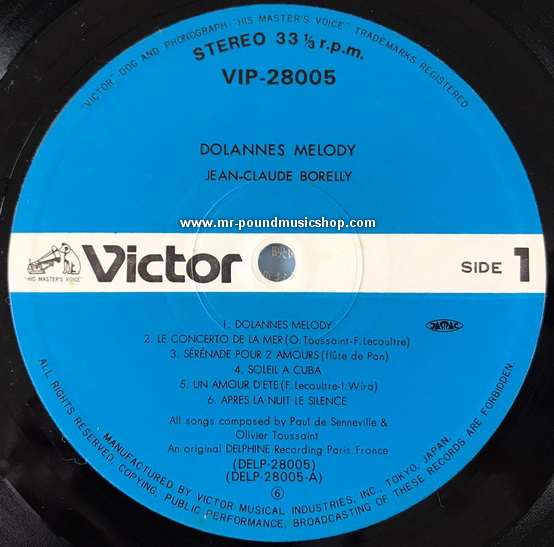 "VICTOR"-DOG AND PHONOGRAPH "HIS MASTER'S VOICE" TRADEMARKS REGISTERED
STEREO 33 ⅓ r.p.m.
VIP-28005
DOLANNES MELODY
JEAN-CLAUDE BORELLY
www.mr-poundmusicshop.com
"HIS MASTER'S VOICE"
Victor
SIDE 1
1. DOLANNES MELODY
2. LE CONCERTO DE LA MER (O. Toussaint-F. Lecoultre)
3. SÉRÉNADE POUR 2 AMOURS (flûte de Pan)
4. SOLEIL A CUBA
5. UN AMOUR D'ETE (F. Lecoultre-I. Wira)
6. APRES LA NUIT LE SILENCE
JASRAC
All songs composed by Paul de Senneville &
Olivier Toussaint
An original DELPHINE Recording Paris. France
(DELP-28005)
(DELP-28005-A)
⑥
MANUFACTURED BY VICTOR MUSICAL INDUSTRIES, INC., TOKYO, JAPAN.
ALL RIGHTS RESERVED, COPYING, PUBLIC PERFORMANCE, BROADCASTING OF THESE RECORDS ARE FORBIDDEN